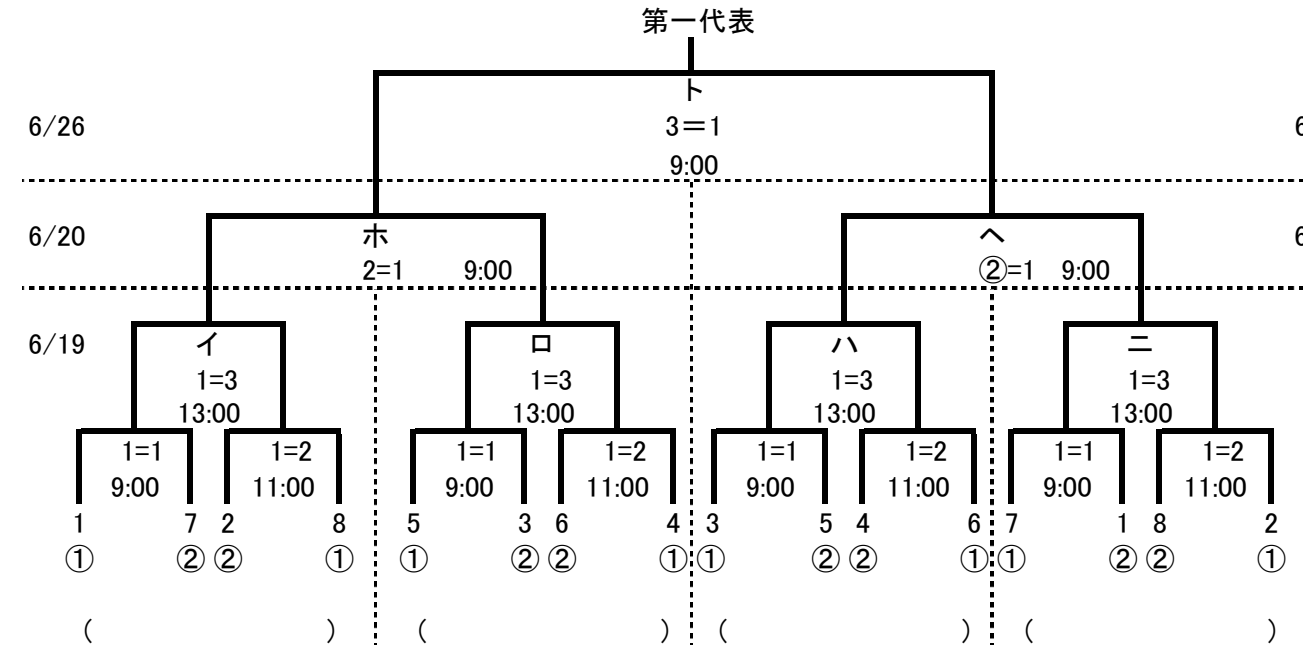 第一代表
ト
6/26 3＝1 6
9:00
6/20 ホ ヘ 6
2=1 9:00 ②=1 9:00
6/19 イ ロ ハ ニ
1=3 1=3 1=3 1=3
13:00 13:00 13:00 13:00
1=1 1=2 1=1 1=2 1=1 1=2 1=1 1=2
9:00 11:00 9:00 11:00 9:00 11:00 9:00 11:00
1 7 2 8 5 3 6 4 3 5 4 6 7 1 8 2
① ② ② ① ① ② ② ① ① ② ② ① ① ② ② ①
( ) ( ) ( ) ( )